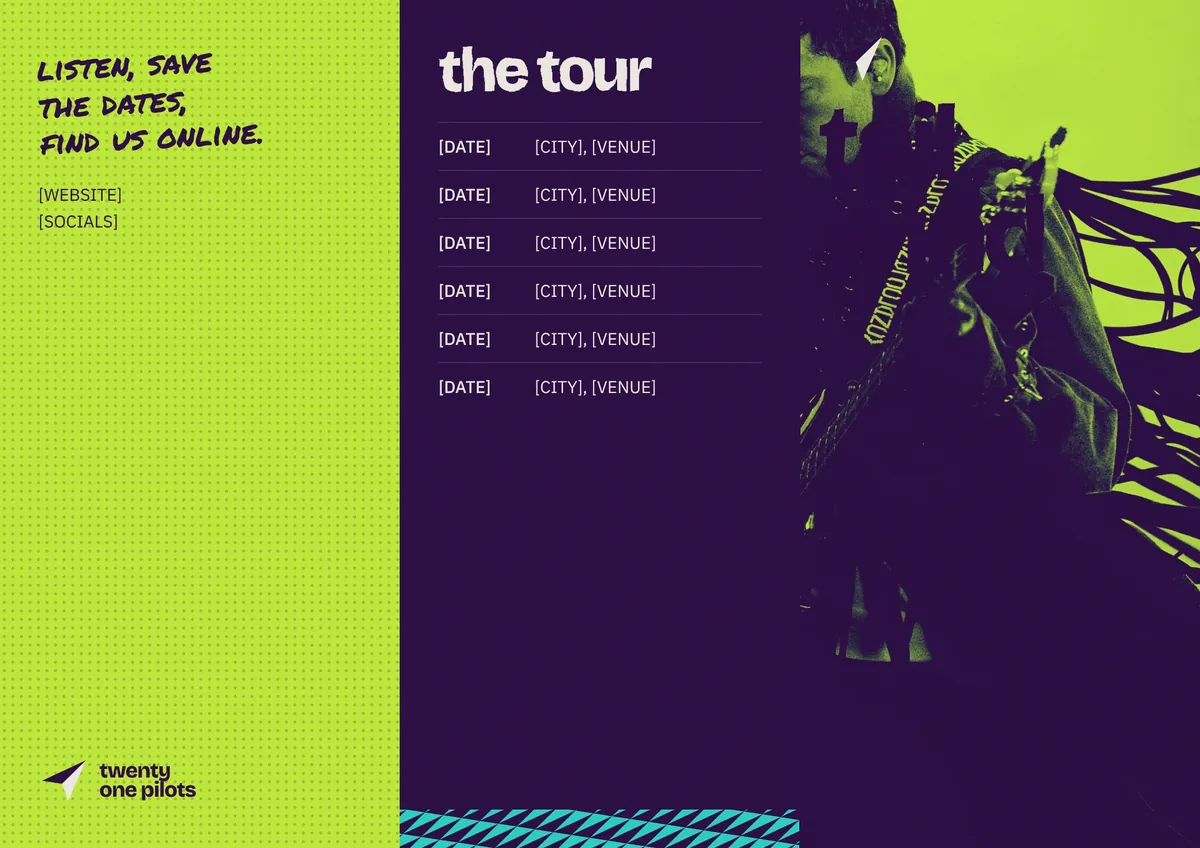 LISTEN, SAVE
THE DATES,
FIND US ONLINE.
[WEBSITE]
[SOCIALS]
twenty
one pilots
the tour
[DATE] [CITY], [VENUE]
[DATE] [CITY], [VENUE]
[DATE] [CITY], [VENUE]
[DATE] [CITY], [VENUE]
[DATE] [CITY], [VENUE]
[DATE] [CITY], [VENUE]